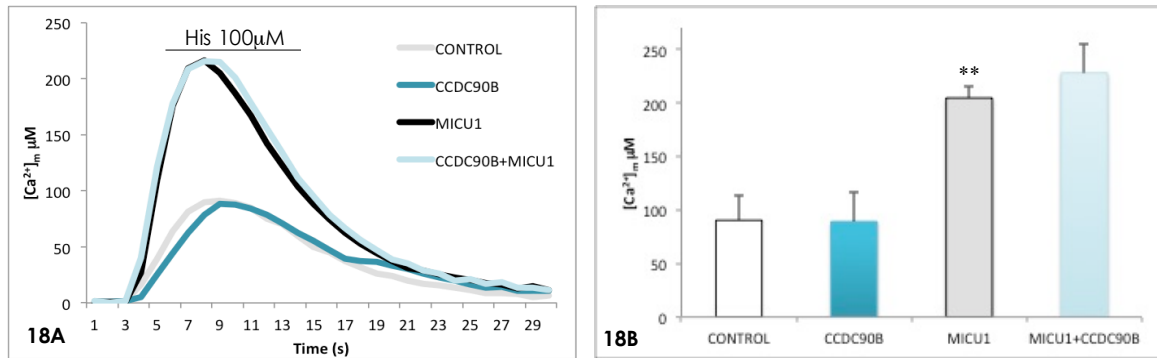 His 100μM
CONTROL
CCDC90B
MICU1
CCDC90B+MICU1
[Ca²⁺]m μM
250
200
150
100
50
0
1 3 5 7 9 11 13 15 17 19 21 23 25 27 29
Time (s)
18A
[Ca²⁺]m μM
250
200
150
100
50
0
**
CONTROL CCDC90B MICU1 MICU1+CCDC90B
18B